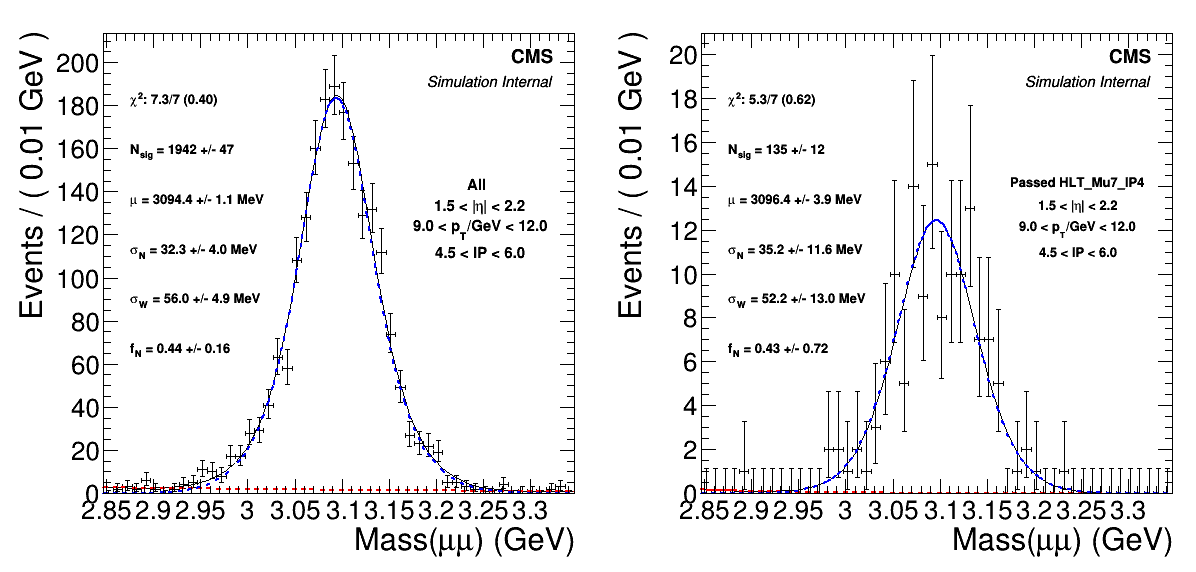 CMS
Simulation Internal
χ²: 7.3/7 (0.40)
N_sig = 1942 +/- 47
μ = 3094.4 +/- 1.1 MeV
σ_N = 32.3 +/- 4.0 MeV
σ_W = 56.0 +/- 4.9 MeV
f_N = 0.44 +/- 0.16
All
1.5 < |η| < 2.2
9.0 < p_T/GeV < 12.0
4.5 < IP < 6.0
Events / ( 0.01 GeV )
200
180
160
140
120
100
80
60
40
20
0
2.85 2.9 2.95 3 3.05 3.1 3.15 3.2 3.25 3.3
Mass(μμ) (GeV)
CMS
Simulation Internal
χ²: 5.3/7 (0.62)
N_sig = 135 +/- 12
μ = 3096.4 +/- 3.9 MeV
σ_N = 35.2 +/- 11.6 MeV
σ_W = 52.2 +/- 13.0 MeV
f_N = 0.43 +/- 0.72
Passed HLT_Mu7_IP4
1.5 < |η| < 2.2
9.0 < p_T/GeV < 12.0
4.5 < IP < 6.0
Events / ( 0.01 GeV )
20
18
16
14
12
10
8
6
4
2
0
2.85 2.9 2.95 3 3.05 3.1 3.15 3.2 3.25 3.3
Mass(μμ) (GeV)